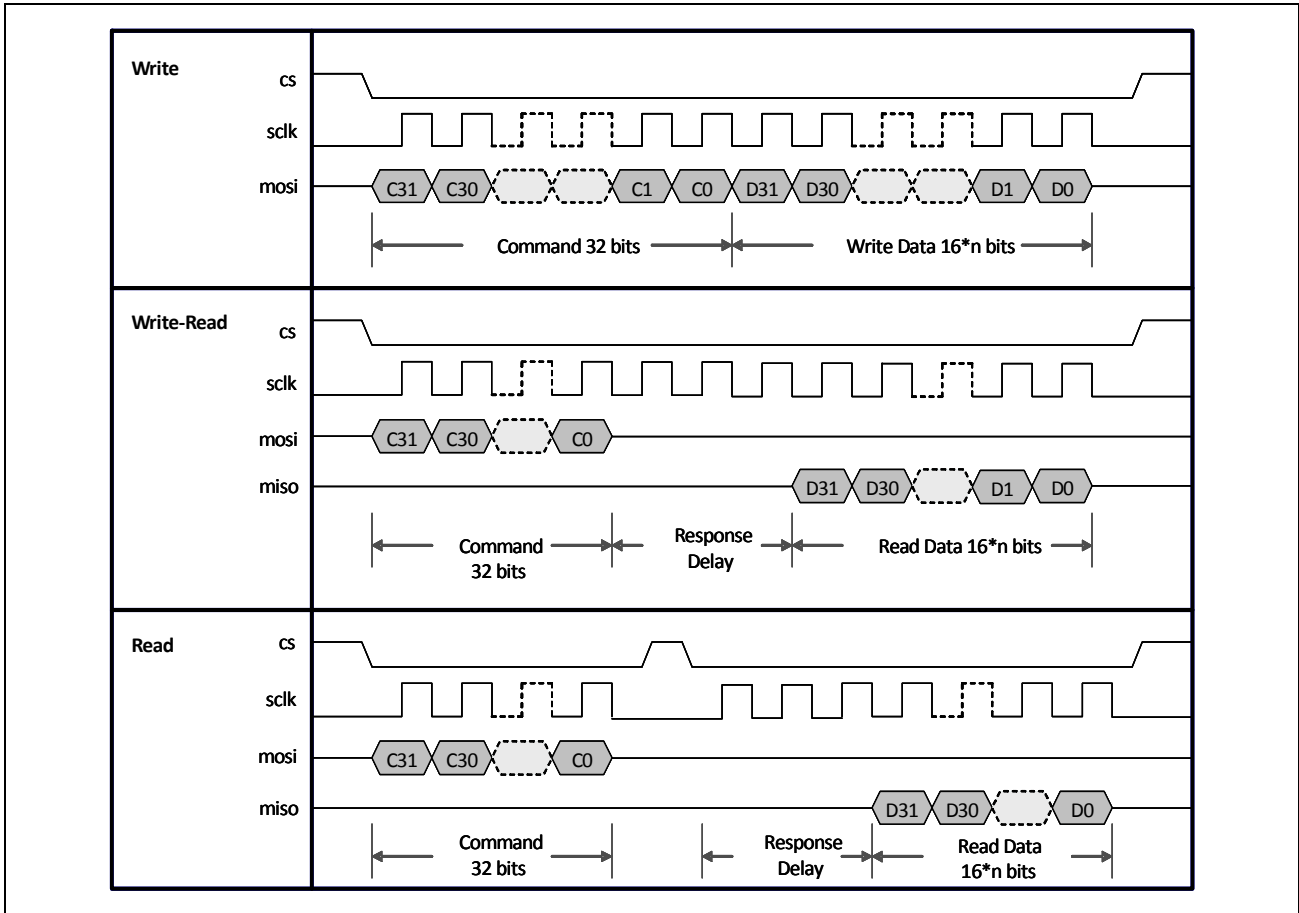 Write
cs
sclk
mosi
C31 C30 C1 C0 D31 D30 D1 D0
Command 32 bits
Write Data 16*n bits
Write-Read
cs
sclk
mosi
C31 C30 C0
miso
D31 D30 D1 D0
Command
32 bits
Response
Delay
Read Data 16*n bits
Read
cs
sclk
mosi
C31 C30 C0
miso
D31 D30 D0
Command
32 bits
Response
Delay
Read Data
16*n bits